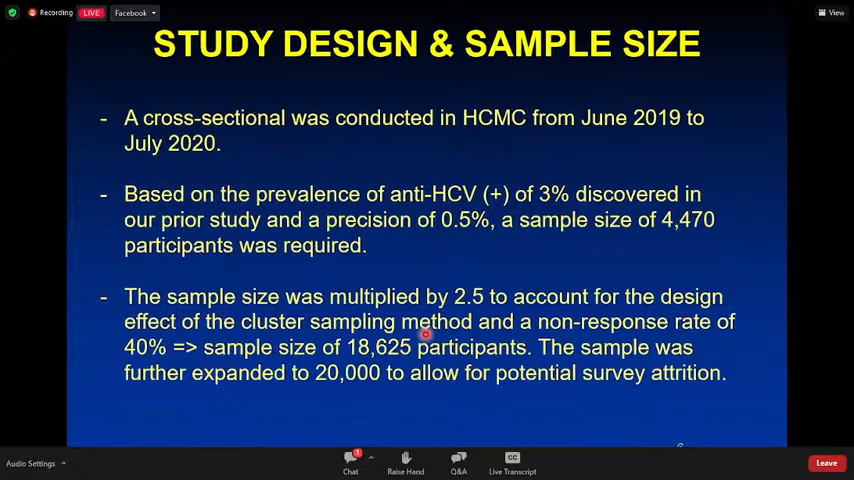 Recording
LIVE
Facebook
View
STUDY DESIGN & SAMPLE SIZE
- A cross-sectional was conducted in HCMC from June 2019 to
July 2020.
- Based on the prevalence of anti-HCV (+) of 3% discovered in
our prior study and a precision of 0.5%, a sample size of 4,470
participants was required.
- The sample size was multiplied by 2.5 to account for the design
effect of the cluster sampling method and a non-response rate of
40% => sample size of 18,625 participants. The sample was
further expanded to 20,000 to allow for potential survey attrition.
Audio Settings
3
Chat
Raise Hand
Q&A
CC
Live Transcript
Leave